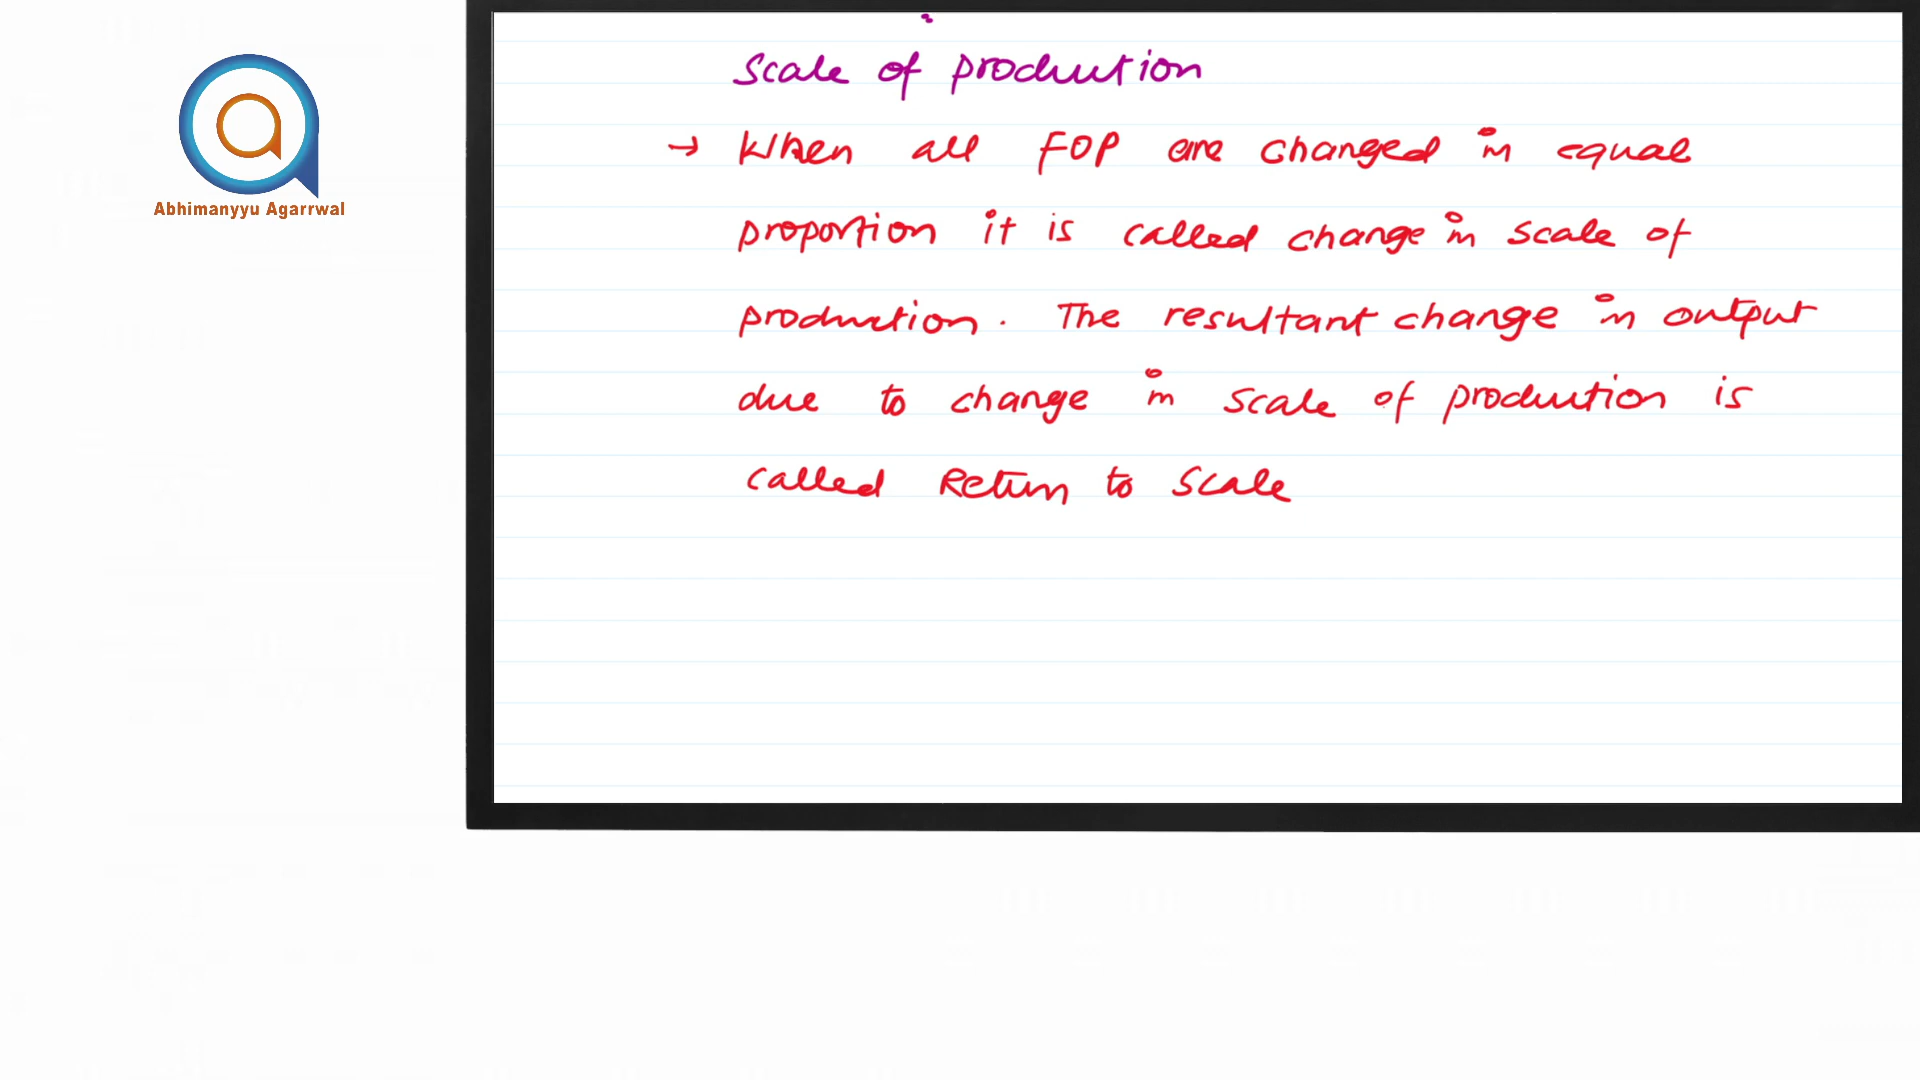 Abhimanyyu Agarrwal
Scale of production
→ When all FOP are changed in equal
proportion it is called change in scale of
production. The resultant change in output
due to change in scale of production is
called Return to Scale